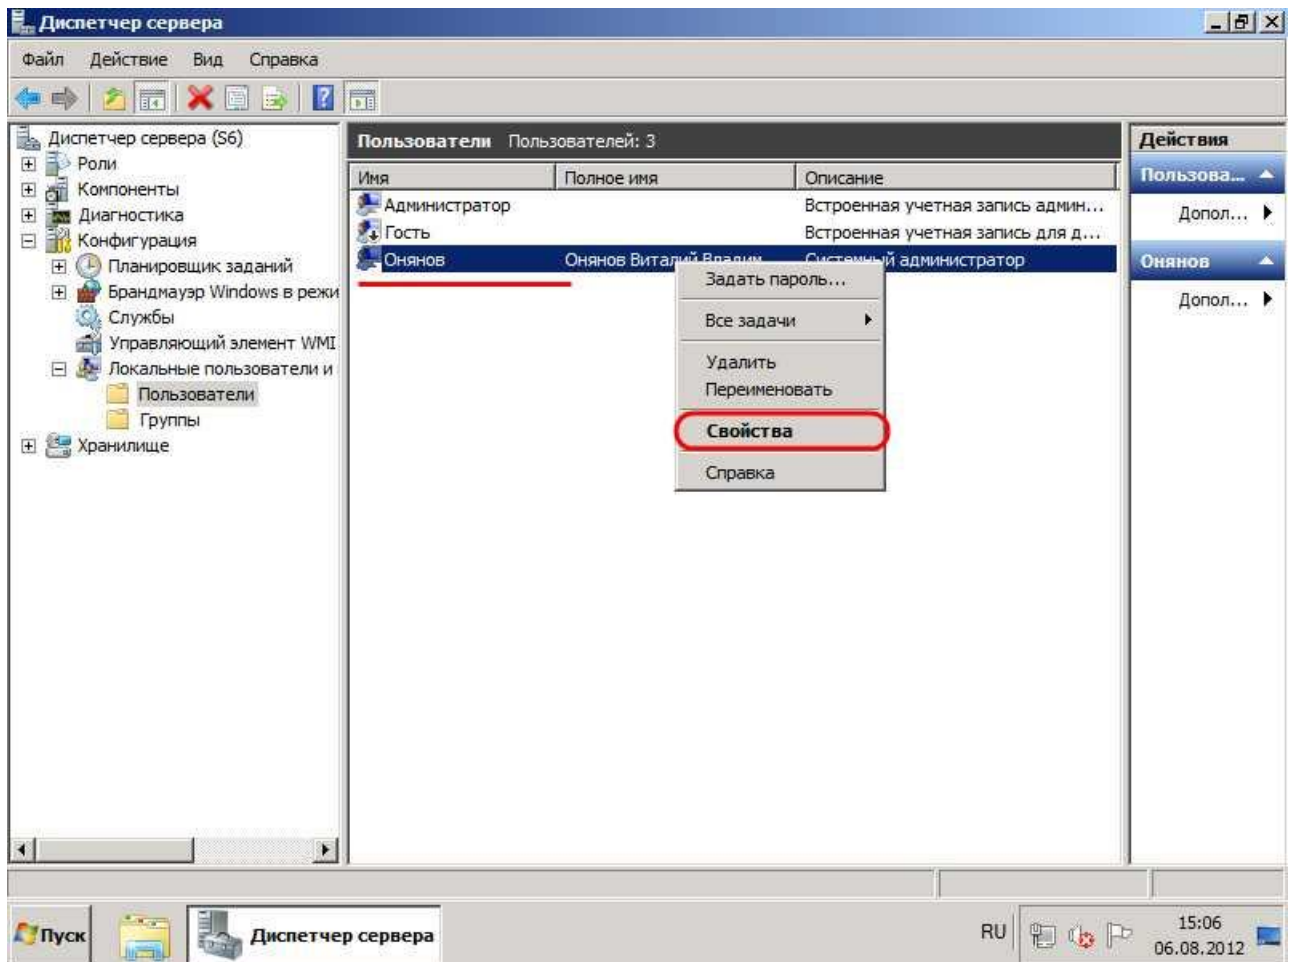 Диспетчер сервера
Файл Действие Вид Справка
Диспетчер сервера (S6)
Роли
Компоненты
Диагностика
Конфигурация
Планировщик заданий
Брандмауэр Windows в режи
Службы
Управляющий элемент WMI
Локальные пользователи и
Пользователи
Группы
Хранилище
Пользователи Пользователей: 3
Имя Полное имя Описание
Администратор Встроенная учетная запись админ...
Гость Встроенная учетная запись для д...
Онянов Онянов Виталий Владим... Системный администратор
Задать пароль...
Все задачи
Удалить
Переименовать
Свойства
Справка
Действия
Пользова...
Допол...
Онянов
Допол...
Пуск
Диспетчер сервера
RU
15:06
06.08.2012